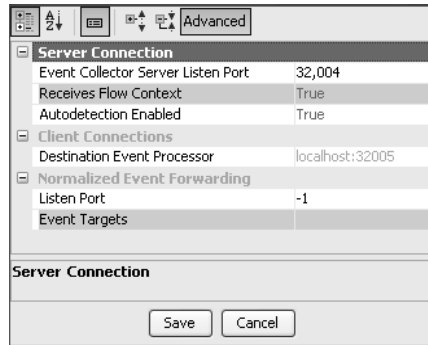 Advanced
Server Connection
Event Collector Server Listen Port 32,004
Receives Flow Context True
Autodetection Enabled True
Client Connections
Destination Event Processor localhost:32005
Normalized Event Forwarding
Listen Port -1
Event Targets
Server Connection
Save Cancel